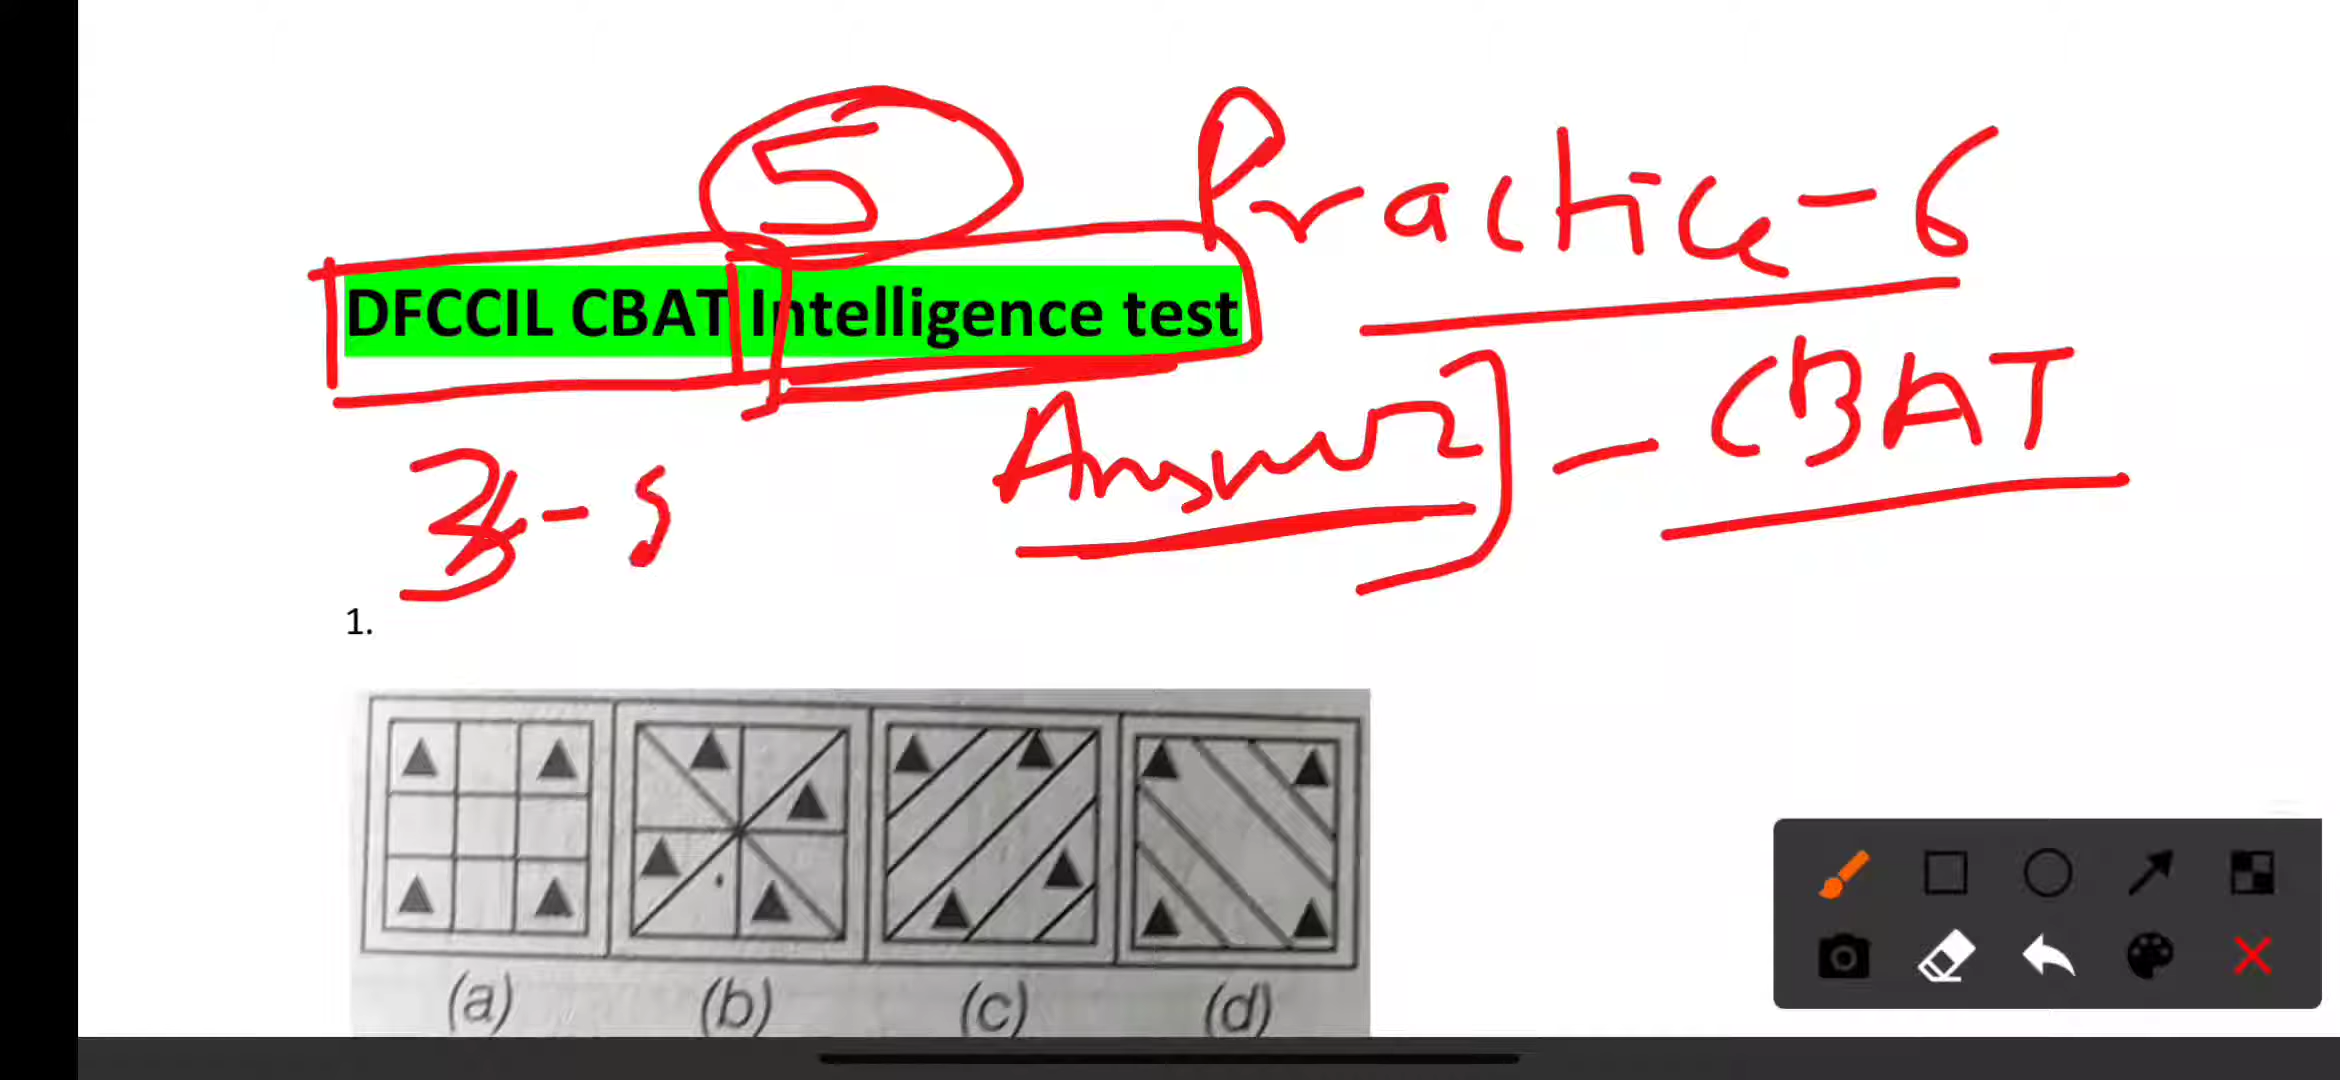 5 Practice-6
DFCCIL CBAT Intelligence test
Answer] - CBAT
1.
(a) (b) (c) (d)